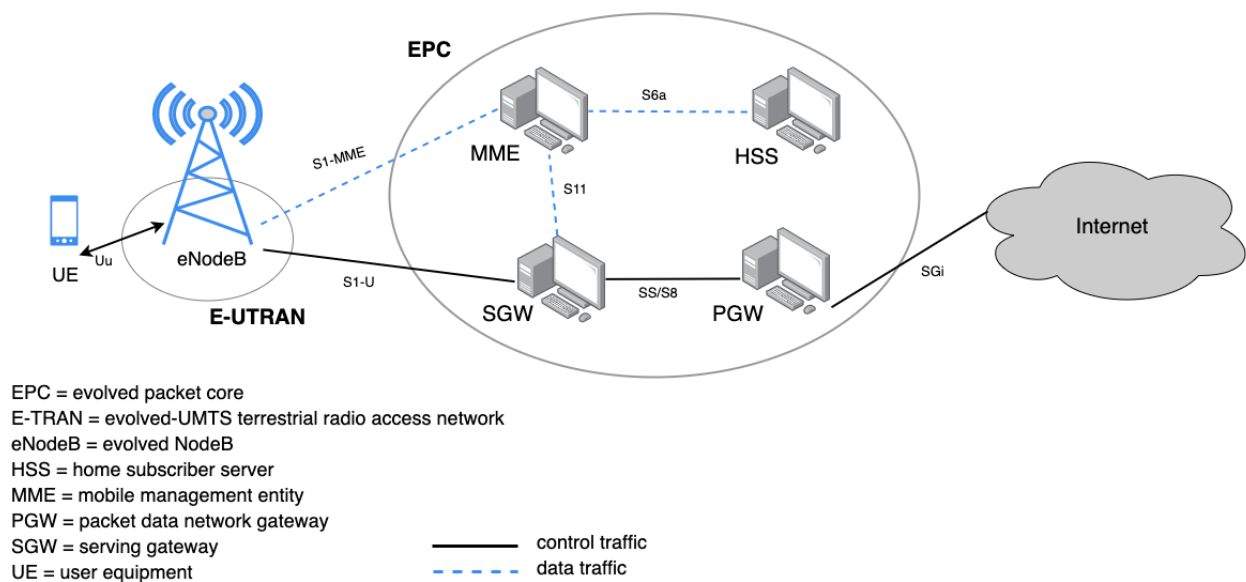 EPC
S6a
MME
HSS
S1-MME
S11
Internet
Uu
UE
eNodeB
S1-U
SGW
SS/S8
PGW
SGi
E-UTRAN
EPC = evolved packet core
E-TRAN = evolved-UMTS terrestrial radio access network
eNodeB = evolved NodeB
HSS = home subscriber server
MME = mobile management entity
PGW = packet data network gateway
SGW = serving gateway
UE = user equipment
control traffic
data traffic